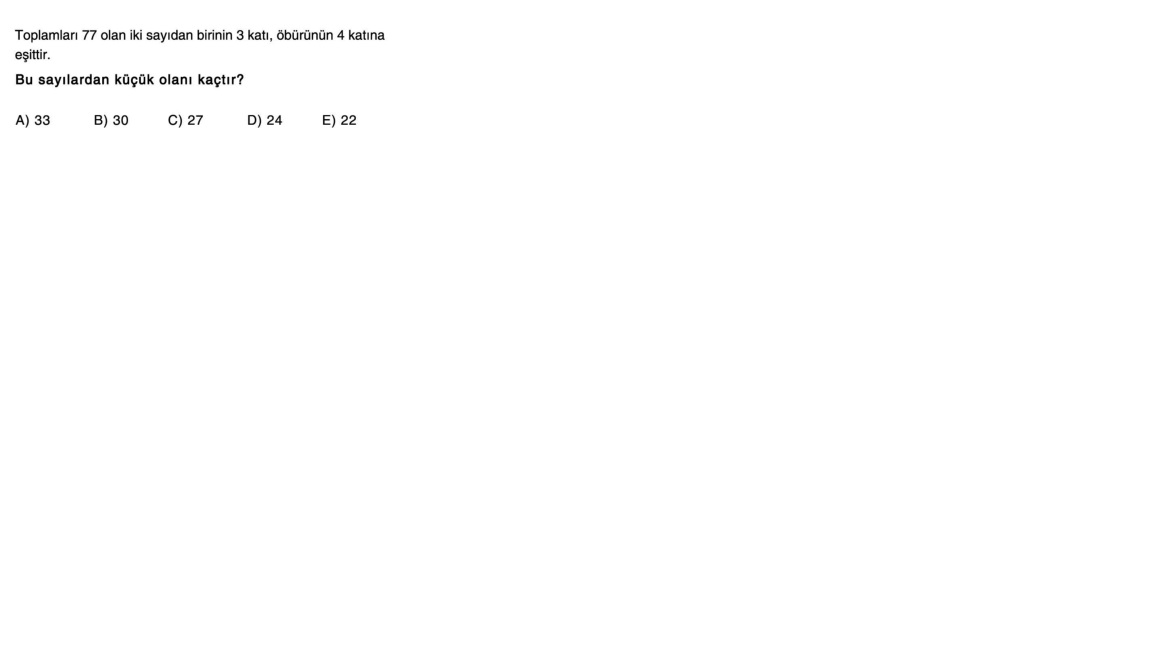 Toplamları 77 olan iki sayıdan birinin 3 katı, öbürünün 4 katına
eşittir.
Bu sayılardan küçük olanı kaçtır?
A) 33 B) 30 C) 27 D) 24 E) 22